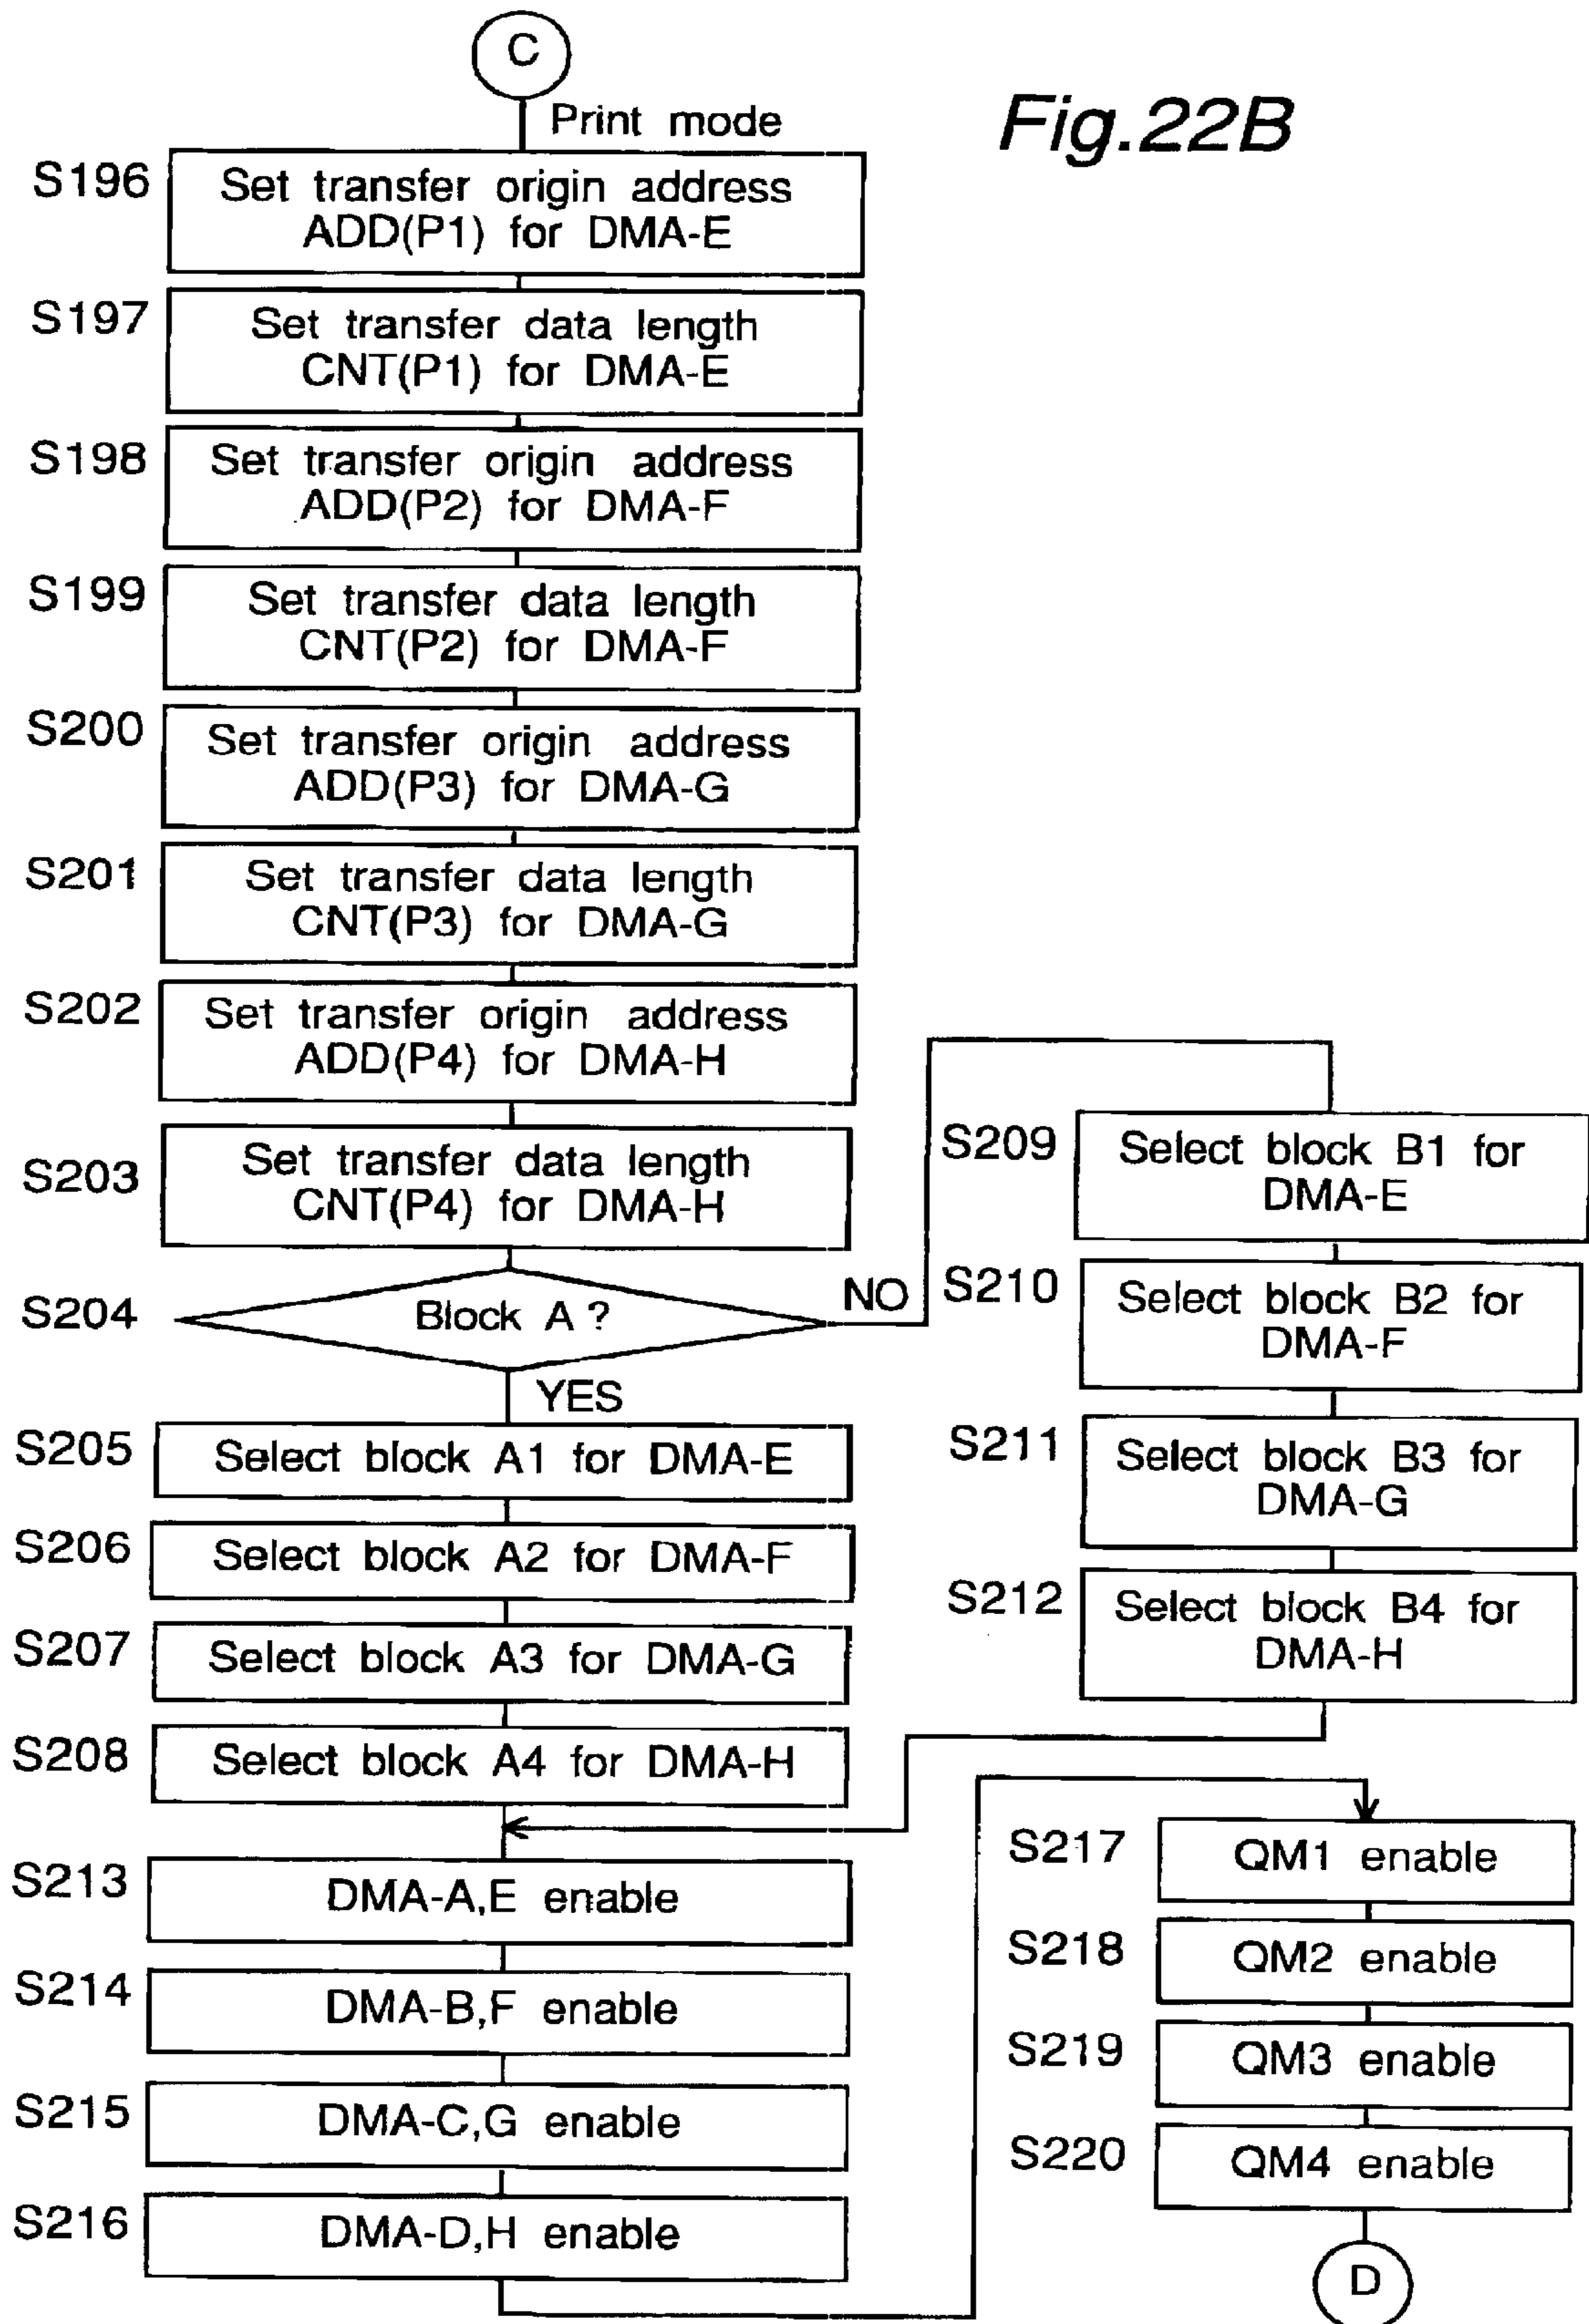 C
Print mode
Fig.22B
S196
Set transfer origin address
ADD(P1) for DMA-E
S197
Set transfer data length
CNT(P1) for DMA-E
S198
Set transfer origin address
ADD(P2) for DMA-F
S199
Set transfer data length
CNT(P2) for DMA-F
S200
Set transfer origin address
ADD(P3) for DMA-G
S201
Set transfer data length
CNT(P3) for DMA-G
S202
Set transfer origin address
ADD(P4) for DMA-H
S203
Set transfer data length
CNT(P4) for DMA-H
S204
Block A ?
NO
YES
S205
Select block A1 for DMA-E
S206
Select block A2 for DMA-F
S207
Select block A3 for DMA-G
S208
Select block A4 for DMA-H
S209
Select block B1 for
DMA-E
S210
Select block B2 for
DMA-F
S211
Select block B3 for
DMA-G
S212
Select block B4 for
DMA-H
S213
DMA-A,E enable
S214
DMA-B,F enable
S215
DMA-C,G enable
S216
DMA-D,H enable
S217
QM1 enable
S218
QM2 enable
S219
QM3 enable
S220
QM4 enable
D